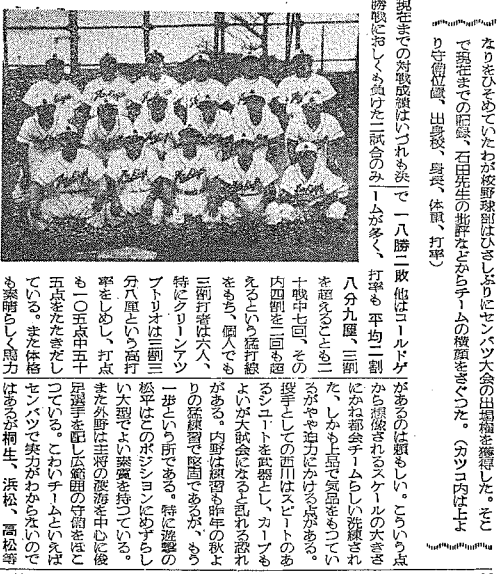 なりをひそめていたわが校野球部はひさしぶりにセンバツ大会の出場権を獲得した。そこ
で現在までの記録、石田先生の批評などからチームの横顔をさぐつた。(カツコ内は上よ
り守備位置、出身校、身長、体重、打率)
現在までの対戦成績はいづれも決
勝戦におしくも負けた二試合のみ
で一八勝二敗他はコールドゲ
ームが多く、打率も平均二割
八分九厘、三割
を超えることも二
十戦中七回、その
内四割を二回も超
えるという猛打線
をもち、個人でも
三割打者は六人、
特にクリーンアツ
プトリオは三割三
分八厘という高打
率をしめし、打点
も一〇五点中五十
五点をたたきだし
ている。また体格
も素晴らしく馬力
があるのは頼もしい。こういう点
から想像されるスケールの大きさ
にかね都会チームらしい洗練され
た、しかも上品で気品をもつてい
るがやや迫力にかける点がある。
投手としての西川はスピードのあ
るシュートを武器とし、カーブも
よいが大試合になると乱れる恐れ
がある。内野は練習も昨年の秋よ
りの猛練習で堅固であるが、もう
一歩という所である。特に遊撃の
松平はこのポジションにめずらし
い大型でよい素質を持つている。
また外野は主将の を中心に俊
足選手を配し広範囲の守備をほこ
つている。こわいチームといえば
センバツで実力がわからないので
はあるが桐生、浜松、高松等